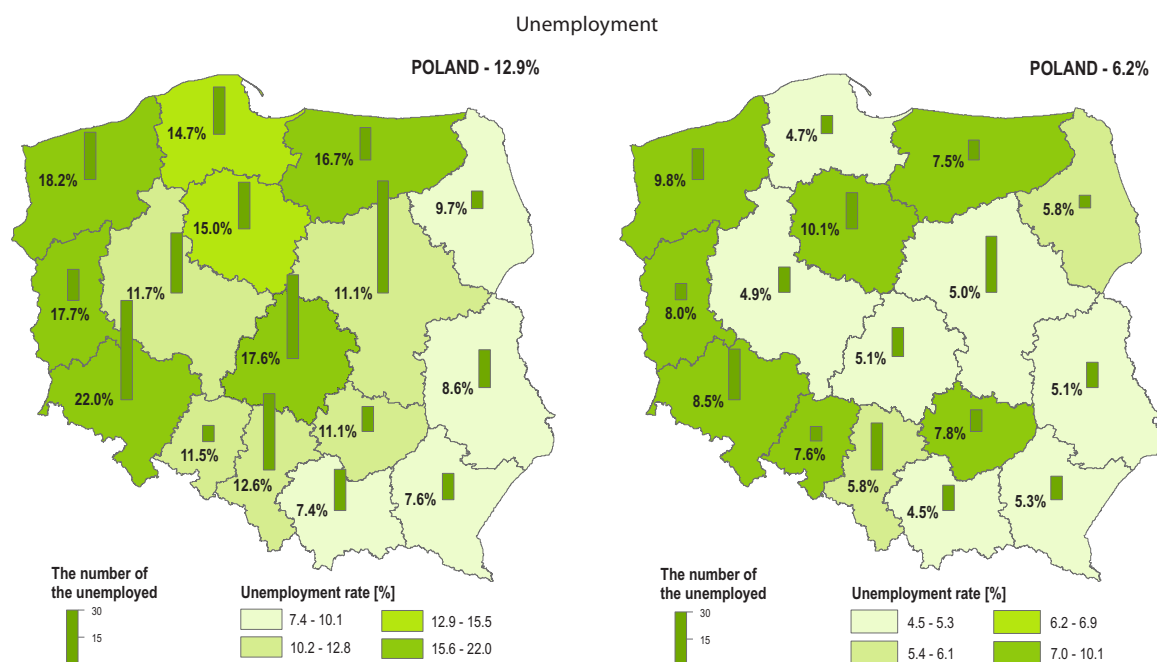 Unemployment
POLAND - 12.9%
14.7%
16.7%
18.2%
9.7%
15.0%
11.7%
11.1%
17.7%
17.6%
8.6%
22.0%
11.1%
11.5%
12.6%
7.4%
7.6%
The number of
the unemployed
30
15
Unemployment rate [%]
7.4 - 10.1
12.9 - 15.5
10.2 - 12.8
15.6 - 22.0
POLAND - 6.2%
4.7%
7.5%
9.8%
5.8%
10.1%
4.9%
5.0%
8.0%
5.1%
5.1%
8.5%
7.8%
7.6%
5.8%
4.5%
5.3%
The number of
the unemployed
30
15
Unemployment rate [%]
4.5 - 5.3
6.2 - 6.9
5.4 - 6.1
7.0 - 10.1